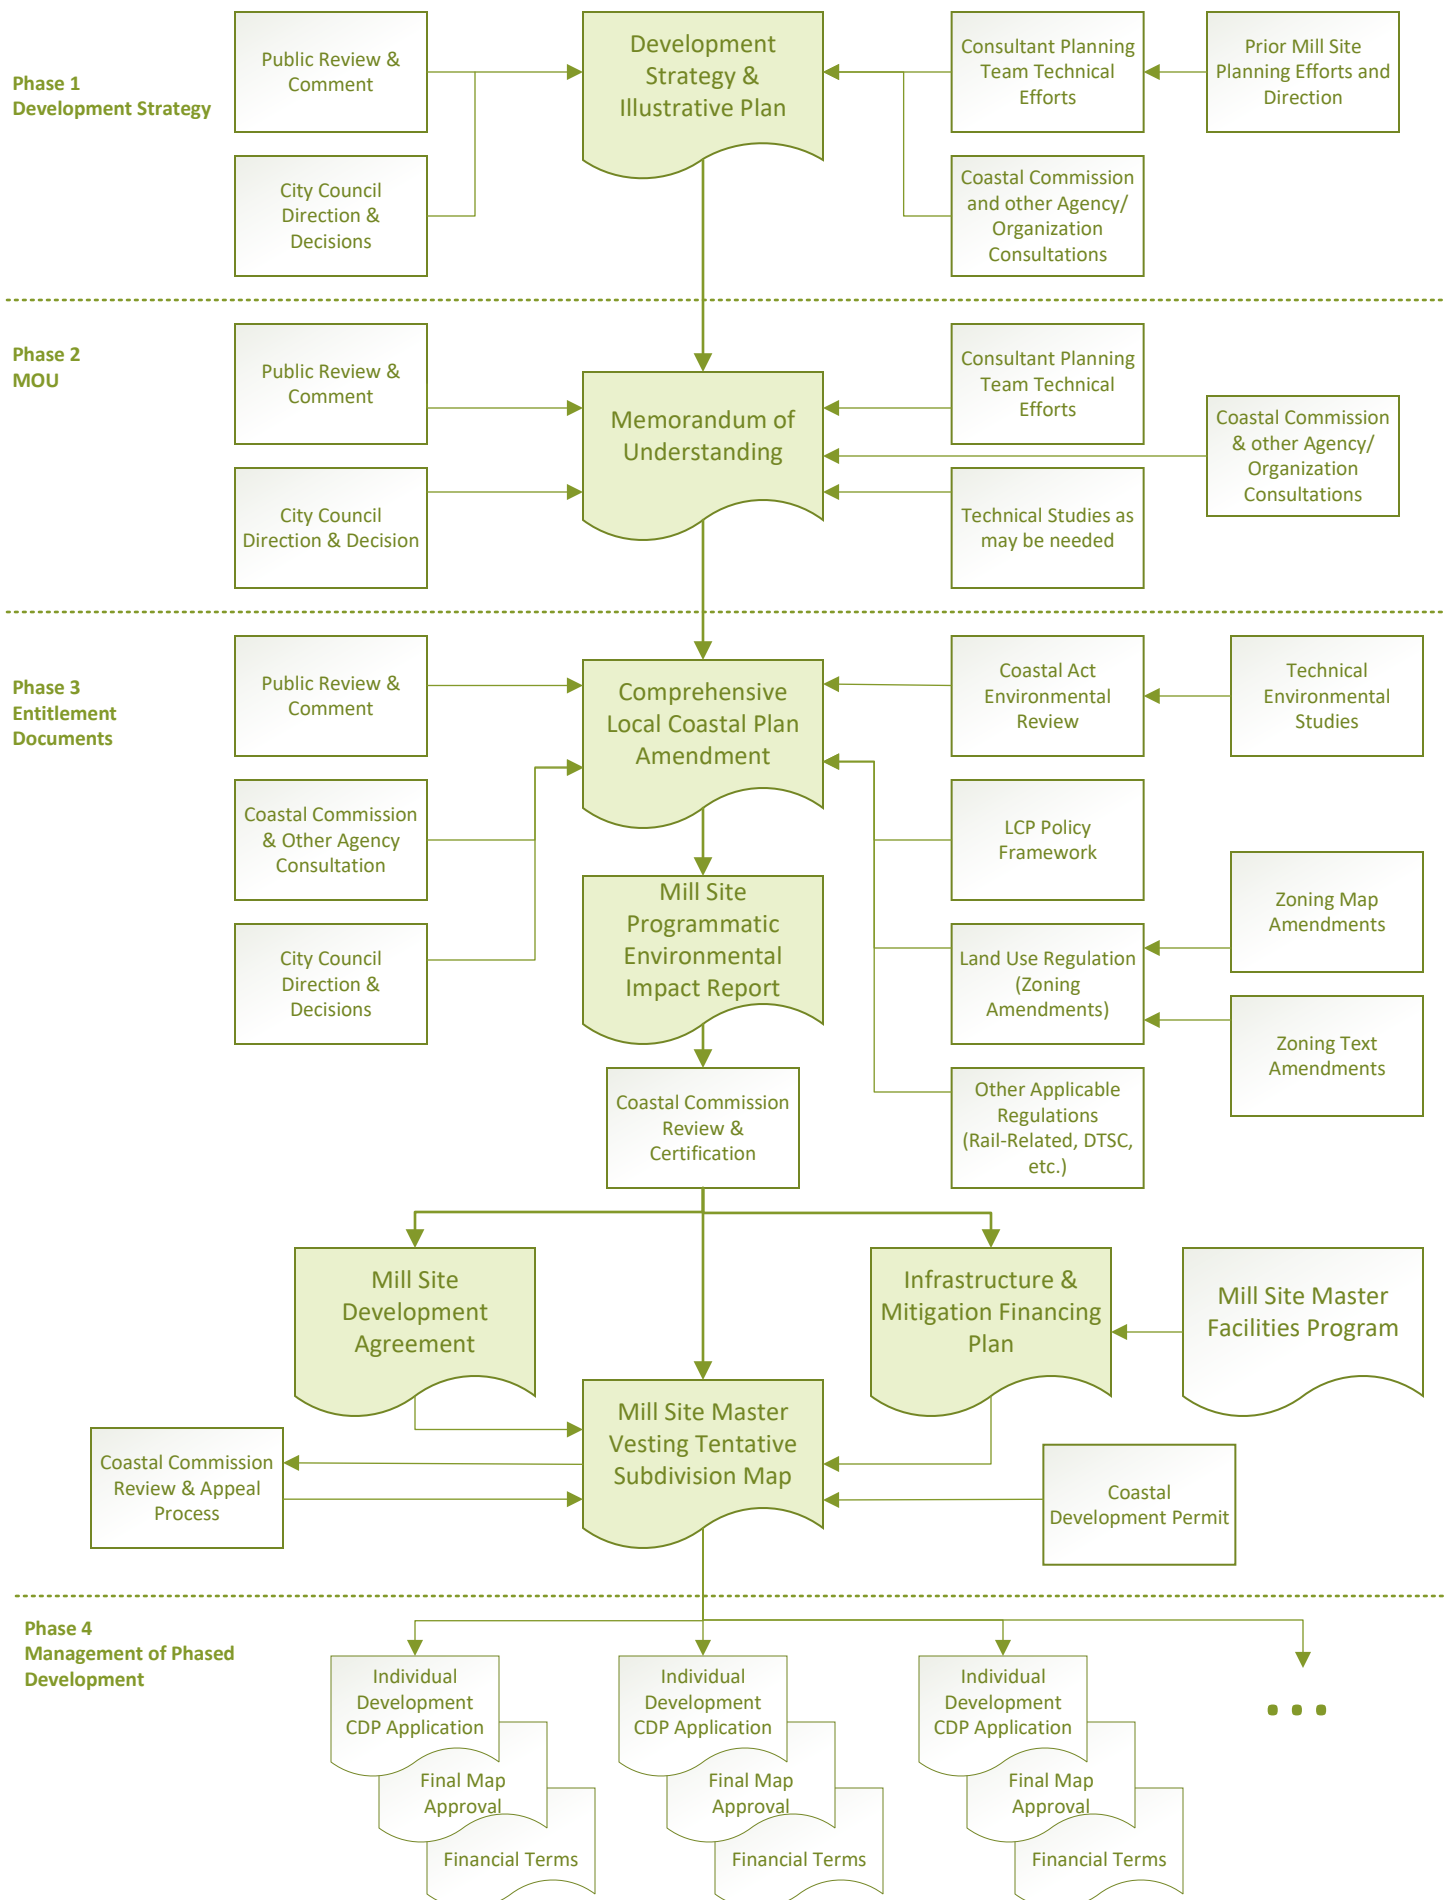 Phase 1
Development Strategy
Public Review &
Comment
City Council
Direction &
Decisions
Development
Strategy &
Illustrative Plan
Consultant Planning
Team Technical
Efforts
Prior Mill Site
Planning Efforts and
Direction
Coastal Commission
and other Agency/
Organization
Consultations
Phase 2
MOU
Public Review &
Comment
City Council
Direction & Decision
Memorandum of
Understanding
Consultant Planning
Team Technical
Efforts
Coastal Commission
& other Agency/
Organization
Consultations
Technical Studies as
may be needed
Phase 3
Entitlement
Documents
Public Review &
Comment
Coastal Commission
& Other Agency
Consultation
City Council
Direction &
Decisions
Comprehensive
Local Coastal Plan
Amendment
Mill Site
Programmatic
Environmental
Impact Report
Coastal Commission
Review &
Certification
Coastal Act
Environmental
Review
Technical
Environmental
Studies
LCP Policy
Framework
Land Use Regulation
(Zoning
Amendments)
Zoning Map
Amendments
Zoning Text
Amendments
Other Applicable
Regulations
(Rail-Related, DTSC,
etc.)
Mill Site
Development
Agreement
Infrastructure &
Mitigation Financing
Plan
Mill Site Master
Facilities Program
Mill Site Master
Vesting Tentative
Subdivision Map
Coastal Commission
Review & Appeal
Process
Coastal
Development Permit
Phase 4
Management of Phased
Development
Individual
Development
CDP Application
Final Map
Approval
Financial Terms
Individual
Development
CDP Application
Final Map
Approval
Financial Terms
Individual
Development
CDP Application
Final Map
Approval
Financial Terms
...